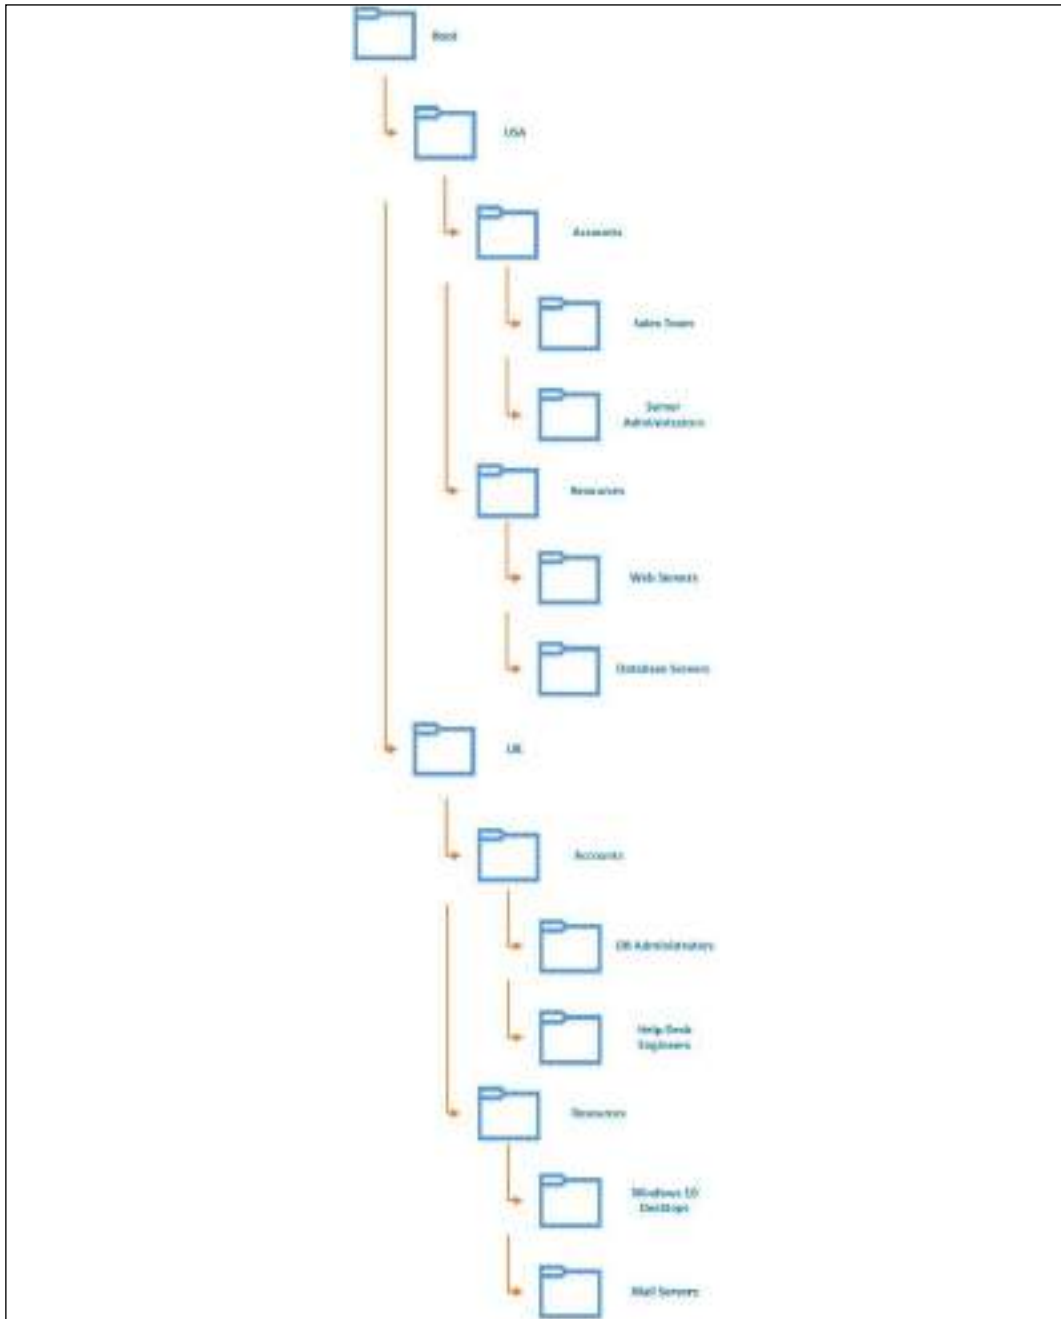 Root
USA
Accounts
Sales Team
Server
Administrators
Resources
Web Servers
Database Servers
UK
Accounts
DB Administrators
Help Desk
Engineers
Resources
Windows 10
Desktops
Mail Servers